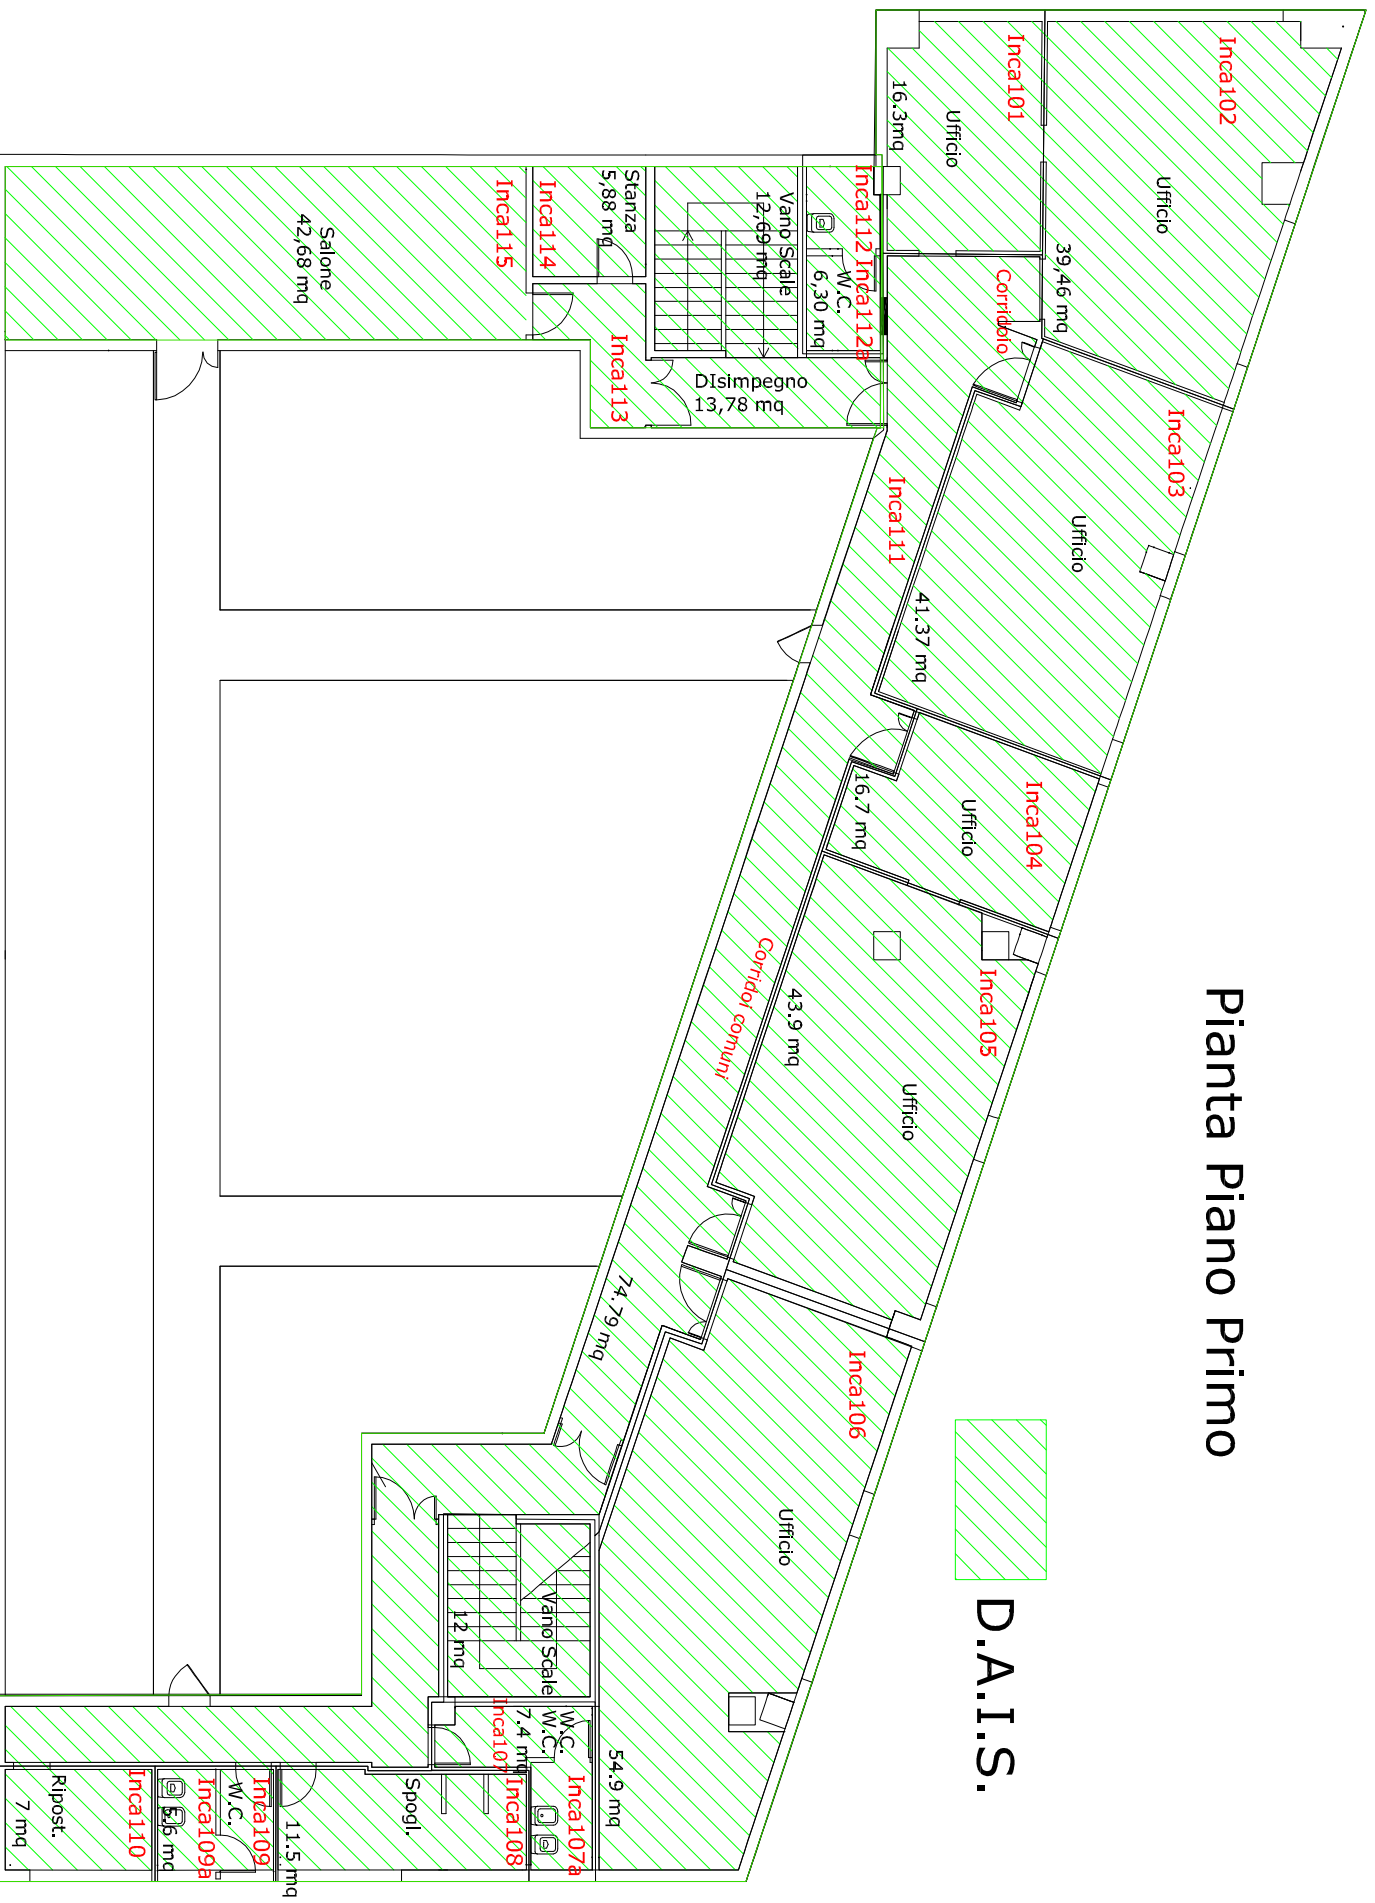 Pianta Piano Primo
D.A.I.S.
Inca102
Ufficio
39,46 mq
Inca101
Ufficio
16.3mq
Corridoio
Inca103
Ufficio
41.37 mq
Inca104
Ufficio
16.7 mq
Inca105
Ufficio
43.9 mq
Inca106
Ufficio
54.9 mq
Inca111
Corridoi comuni
74.79 mq
Inca112
Inca112a
W.C.
6,30 mq
Vano Scale
12,69 mq
DIsimpegno
13,78 mq
Inca113
Stanza
5,88 mq
Inca114
Inca115
Salone
42,68 mq
Vano Scale
12 mq
W.C.
W.C.
7.4 mq
Inca107
Inca107a
Inca108
Spogl.
11.5 mq
Inca109
W.C.
Inca109a
Inca110
Ripost.
7 mq